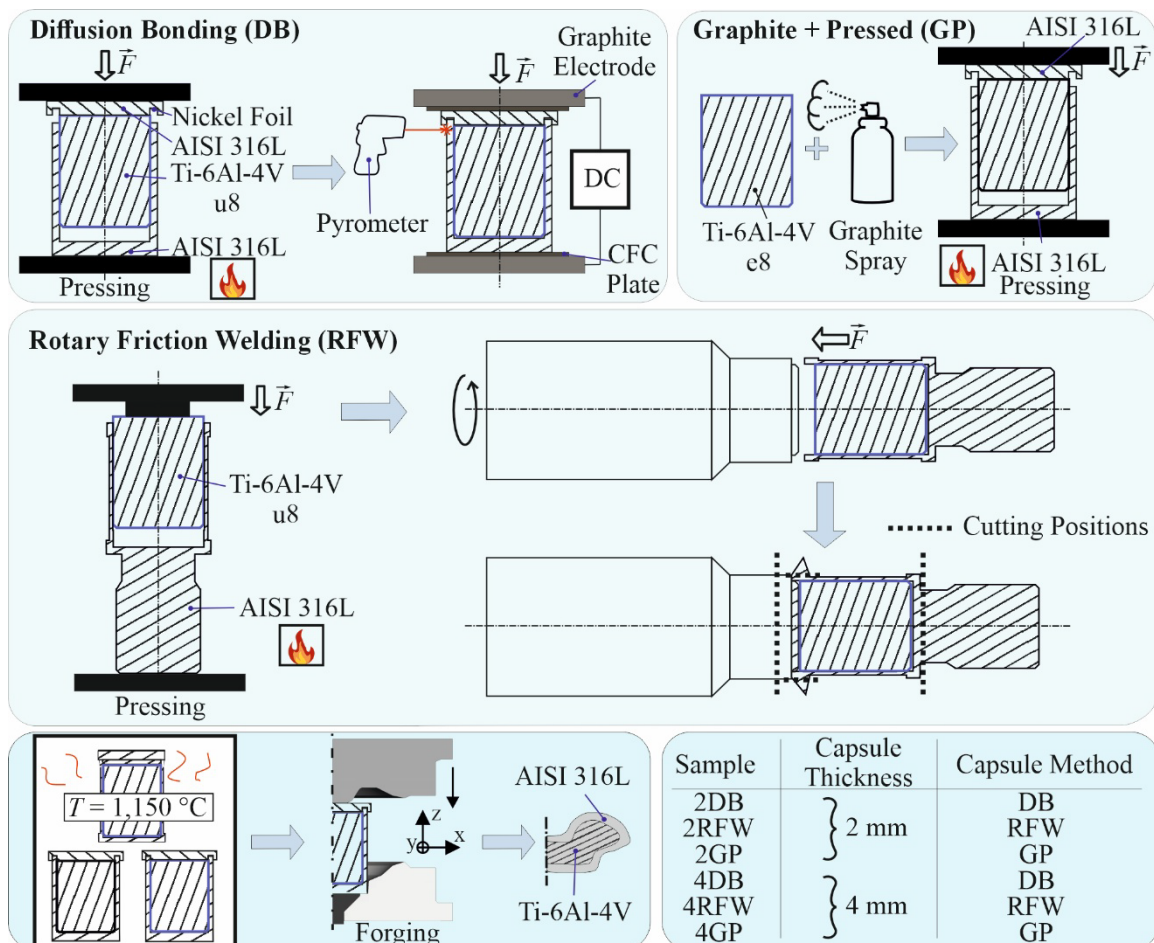 Diffusion Bonding (DB)
F
Nickel Foil
AISI 316L
Ti-6Al-4V
u8
AISI 316L
Pressing
Pyrometer
F
Graphite
Electrode
DC
CFC
Plate
Graphite + Pressed (GP)
AISI 316L
F
+
Ti-6Al-4V
e8
Graphite
Spray
AISI 316L
Pressing
Rotary Friction Welding (RFW)
F
Ti-6Al-4V
u8
AISI 316L
Pressing
F
Cutting Positions
T = 1,150 °C
z
y
x
Forging
AISI 316L
Ti-6Al-4V
Sample Capsule Thickness Capsule Method
2DB 2 mm DB
2RFW RFW
2GP GP
4DB 4 mm DB
4RFW RFW
4GP GP